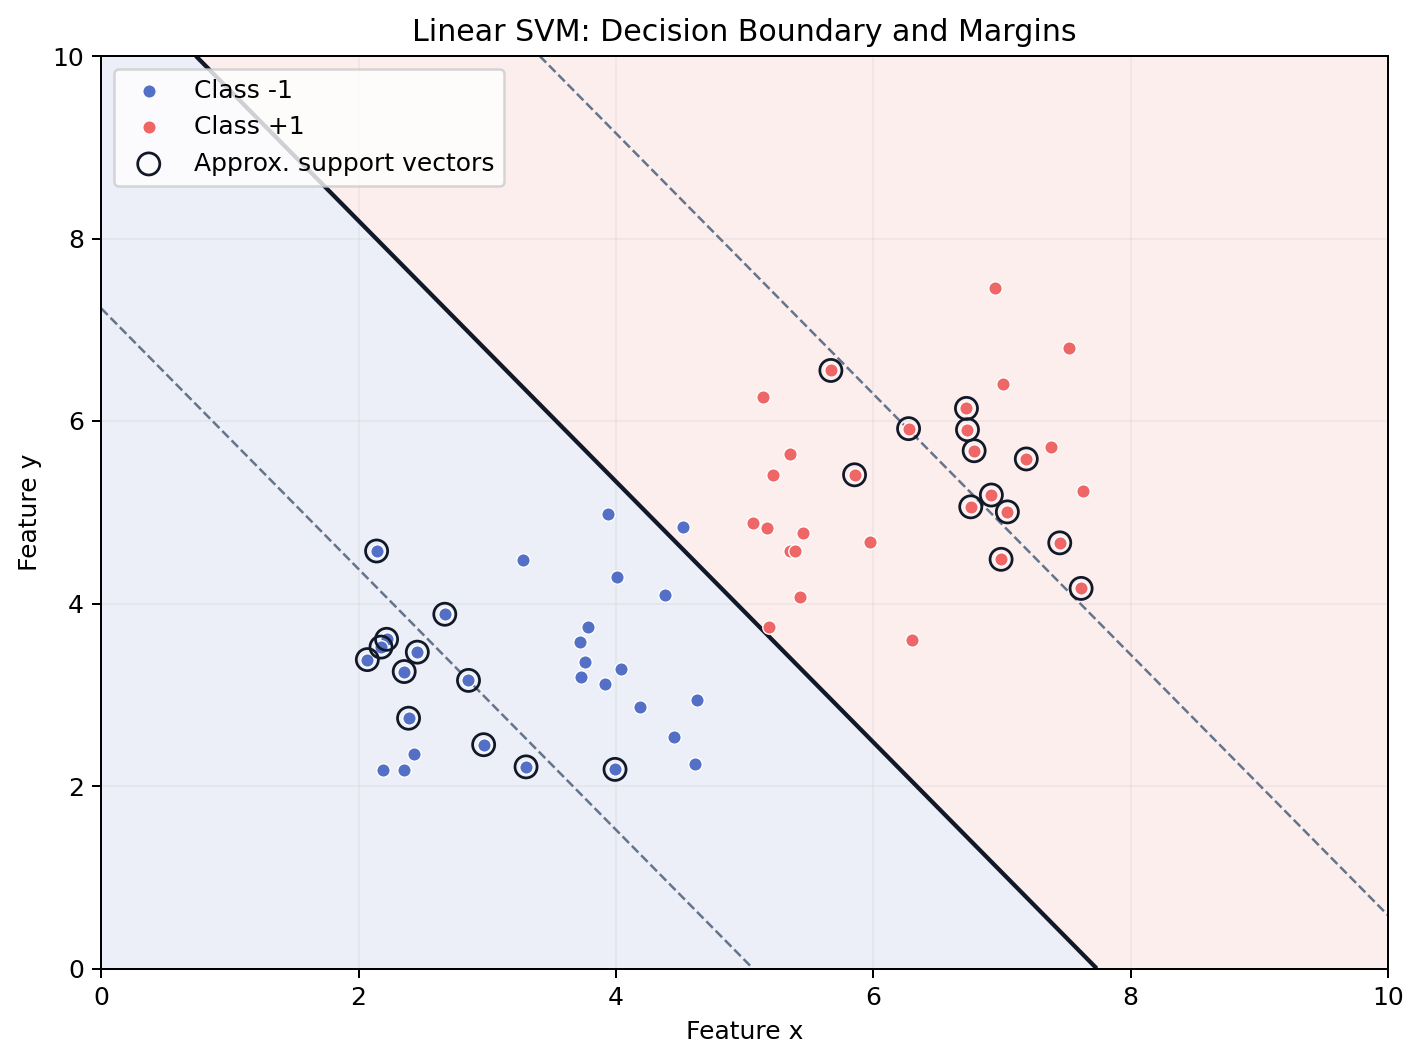 Linear SVM: Decision Boundary and Margins
Class -1
Class +1
Approx. support vectors
10
8
6
4
2
0
Feature y
0 2 4 6 8 10
Feature x